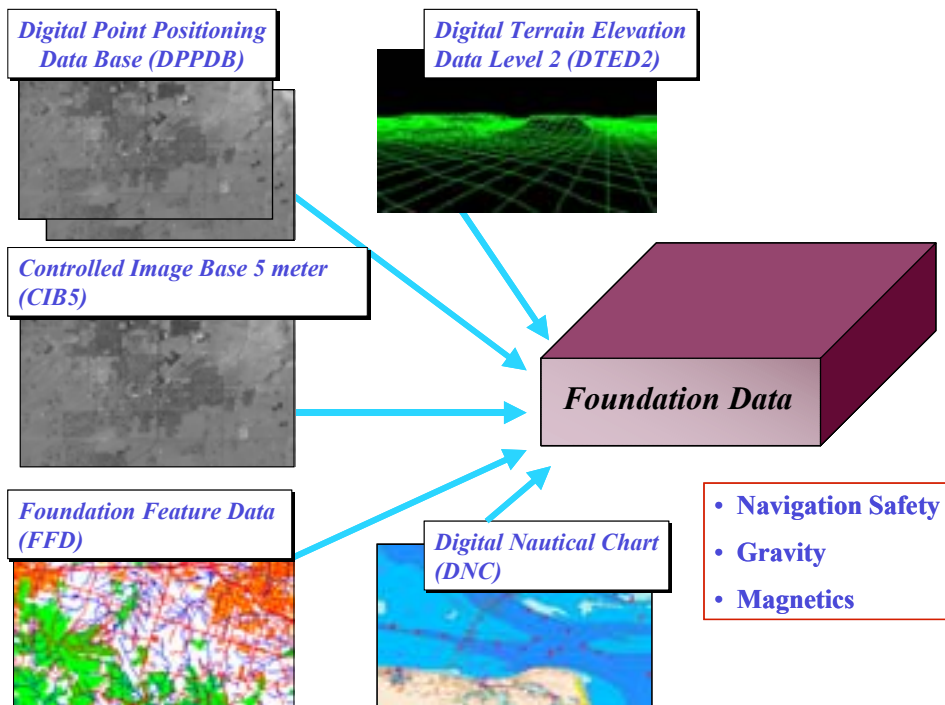 Digital Point Positioning
Data Base (DPPDB)
Digital Terrain Elevation
Data Level 2 (DTED2)
Controlled Image Base 5 meter
(CIB5)
Foundation Data
Foundation Feature Data
(FFD)
Digital Nautical Chart
(DNC)
• Navigation Safety
• Gravity
• Magnetics